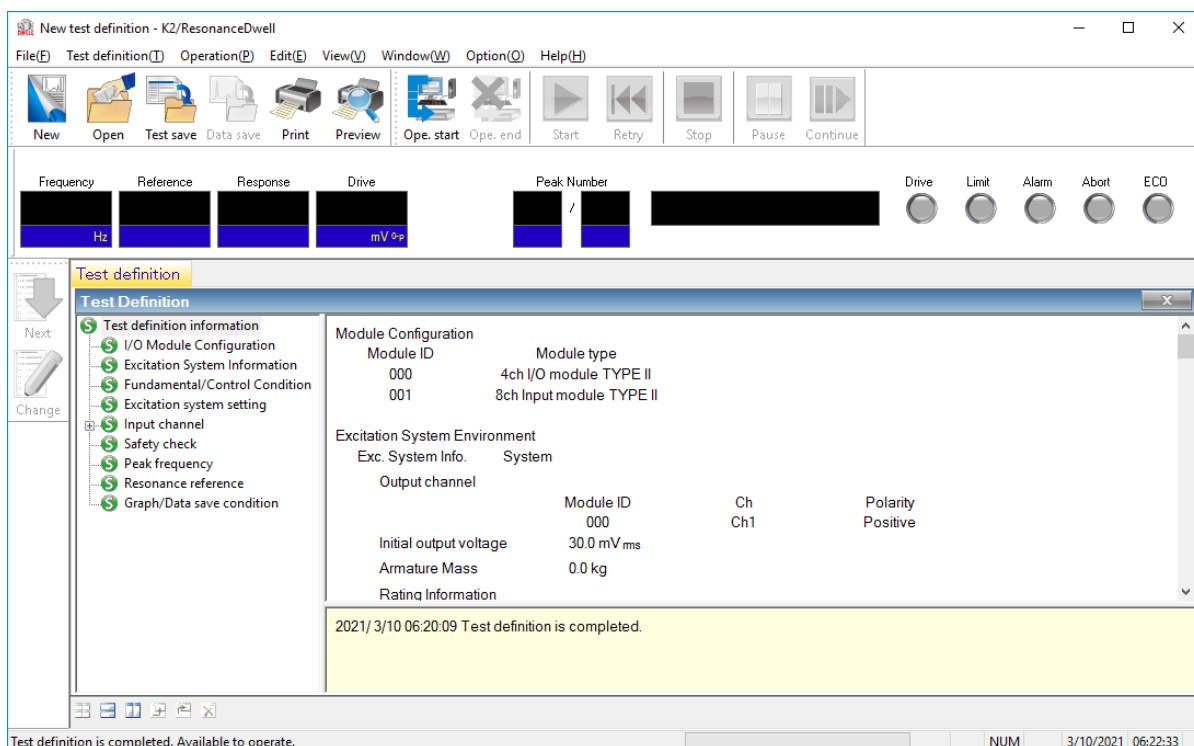 New test definition - K2/ResonanceDwell
File(F) Test definition(T) Operation(P) Edit(E) View(V) Window(W) Option(O) Help(H)
New Open Test save Data save Print Preview Ope. start Ope. end Start Retry Stop Pause Continue
Frequency Reference Response Drive Peak Number Drive Limit Alarm Abort ECO
/
Hz mV 0-p
Test definition
Test Definition
Next
Change
Test definition information
I/O Module Configuration
Excitation System Information
Fundamental/Control Condition
Excitation system setting
Input channel
Safety check
Peak frequency
Resonance reference
Graph/Data save condition
Module Configuration
Module ID Module type
000 4ch I/O module TYPE II
001 8ch Input module TYPE II
Excitation System Environment
Exc. System Info. System
Output channel
Module ID Ch Polarity
000 Ch1 Positive
Initial output voltage 30.0 mV rms
Armature Mass 0.0 kg
Rating Information
2021/ 3/10 06:20:09 Test definition is completed.
Test definition is completed. Available to operate. NUM 3/10/2021 06:22:33